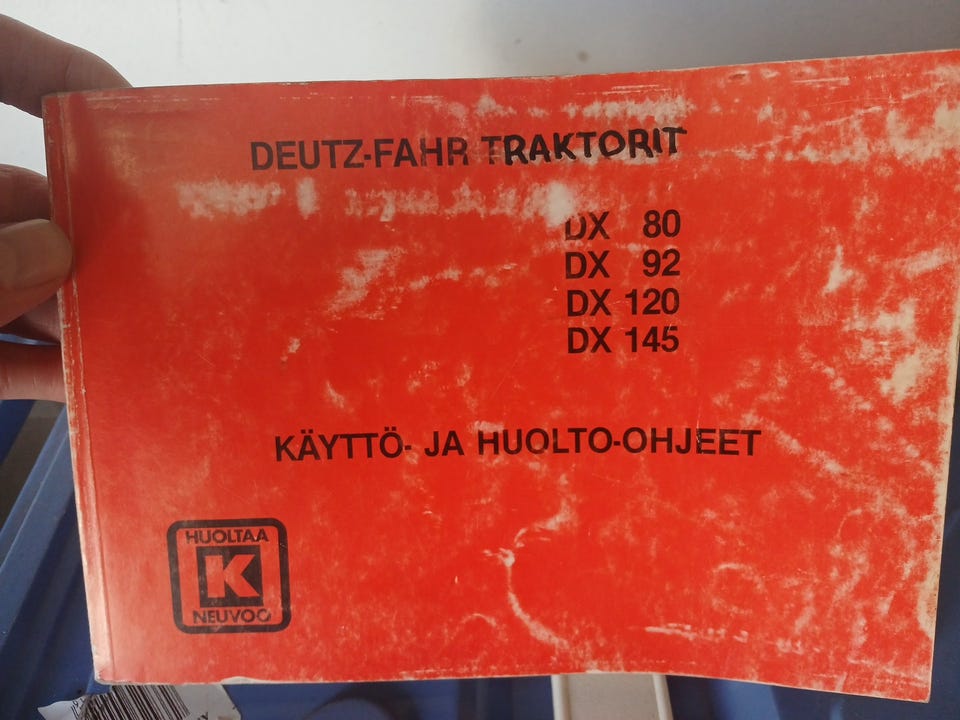 DEUTZ-FAHR TRAKTORIT
DX 80
DX 92
DX 120
DX 145
KÄYTTÖ- JA HUOLTO-OHJEET
HUOLTAA
K
NEUVOO